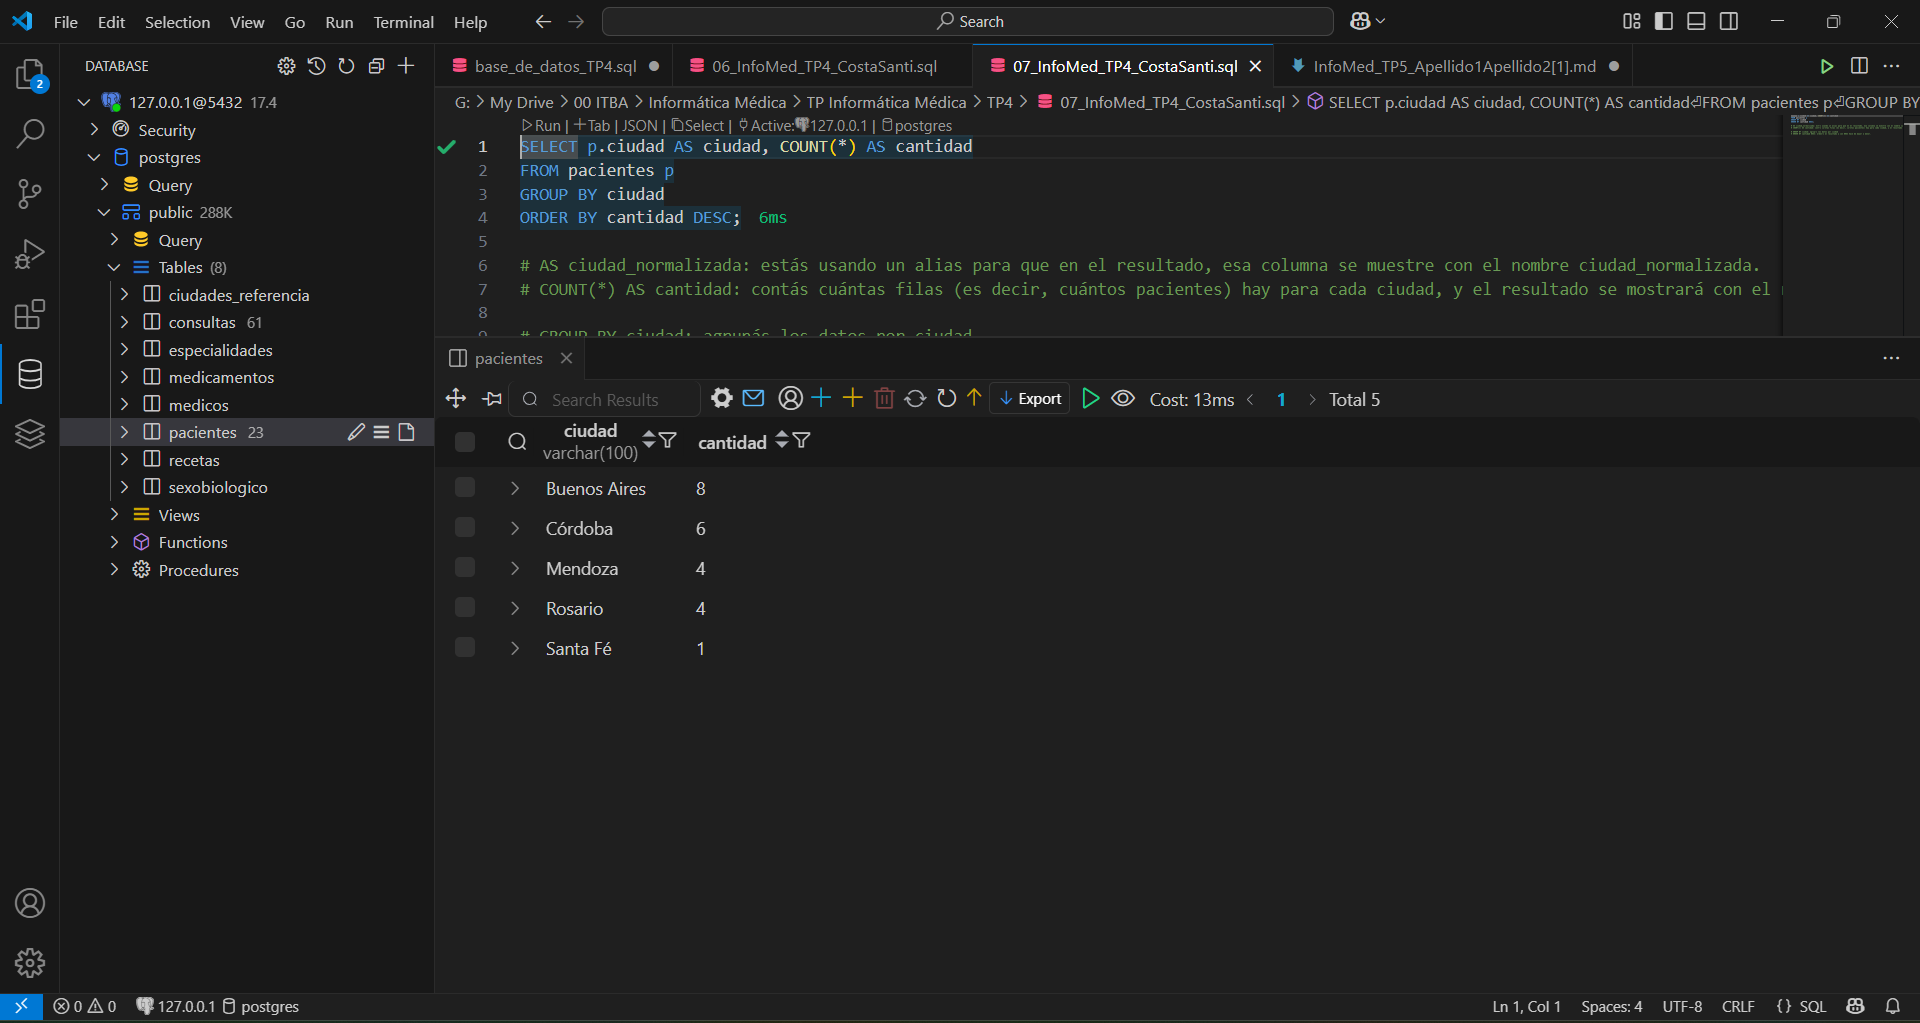 File Edit Selection View Go Run Terminal Help
Search
DATABASE
2
127.0.0.1@5432 17.4
Security
postgres
Query
public 288K
Query
Tables (8)
ciudades_referencia
consultas 61
especialidades
medicamentos
medicos
pacientes 23
recetas
sexobiologico
Views
Functions
Procedures
base_de_datos_TP4.sql
06_InfoMed_TP4_CostaSanti.sql
07_InfoMed_TP4_CostaSanti.sql
InfoMed_TP5_Apellido1Apellido2[1].md
G: > My Drive > 00 ITBA > Informática Médica > TP Informática Médica > TP4 > 07_InfoMed_TP4_CostaSanti.sql > SELECT p.ciudad AS ciudad, COUNT(*) AS cantidad⏎FROM pacientes p⏎GROUP BY
Run | Tab | JSON | Select | Active: 127.0.0.1 | postgres
1 SELECT p.ciudad AS ciudad, COUNT(*) AS cantidad
2 FROM pacientes p
3 GROUP BY ciudad
4 ORDER BY cantidad DESC; 6ms
5
6 # AS ciudad_normalizada: estás usando un alias para que en el resultado, esa columna se muestre con el nombre ciudad_normalizada.
7 # COUNT(*) AS cantidad: contás cuántas filas (es decir, cuántos pacientes) hay para cada ciudad, y el resultado se mostrará con el
8
9 # GROUP BY ciudad: agrupás los datos por ciudad
pacientes
Search Results
Export
Cost: 13ms < 1 > Total 5
ciudad
varchar(100)
cantidad
Buenos Aires 8
Córdoba 6
Mendoza 4
Rosario 4
Santa Fé 1
0 0 127.0.0.1 postgres
Ln 1, Col 1 Spaces: 4 UTF-8 CRLF {} SQL